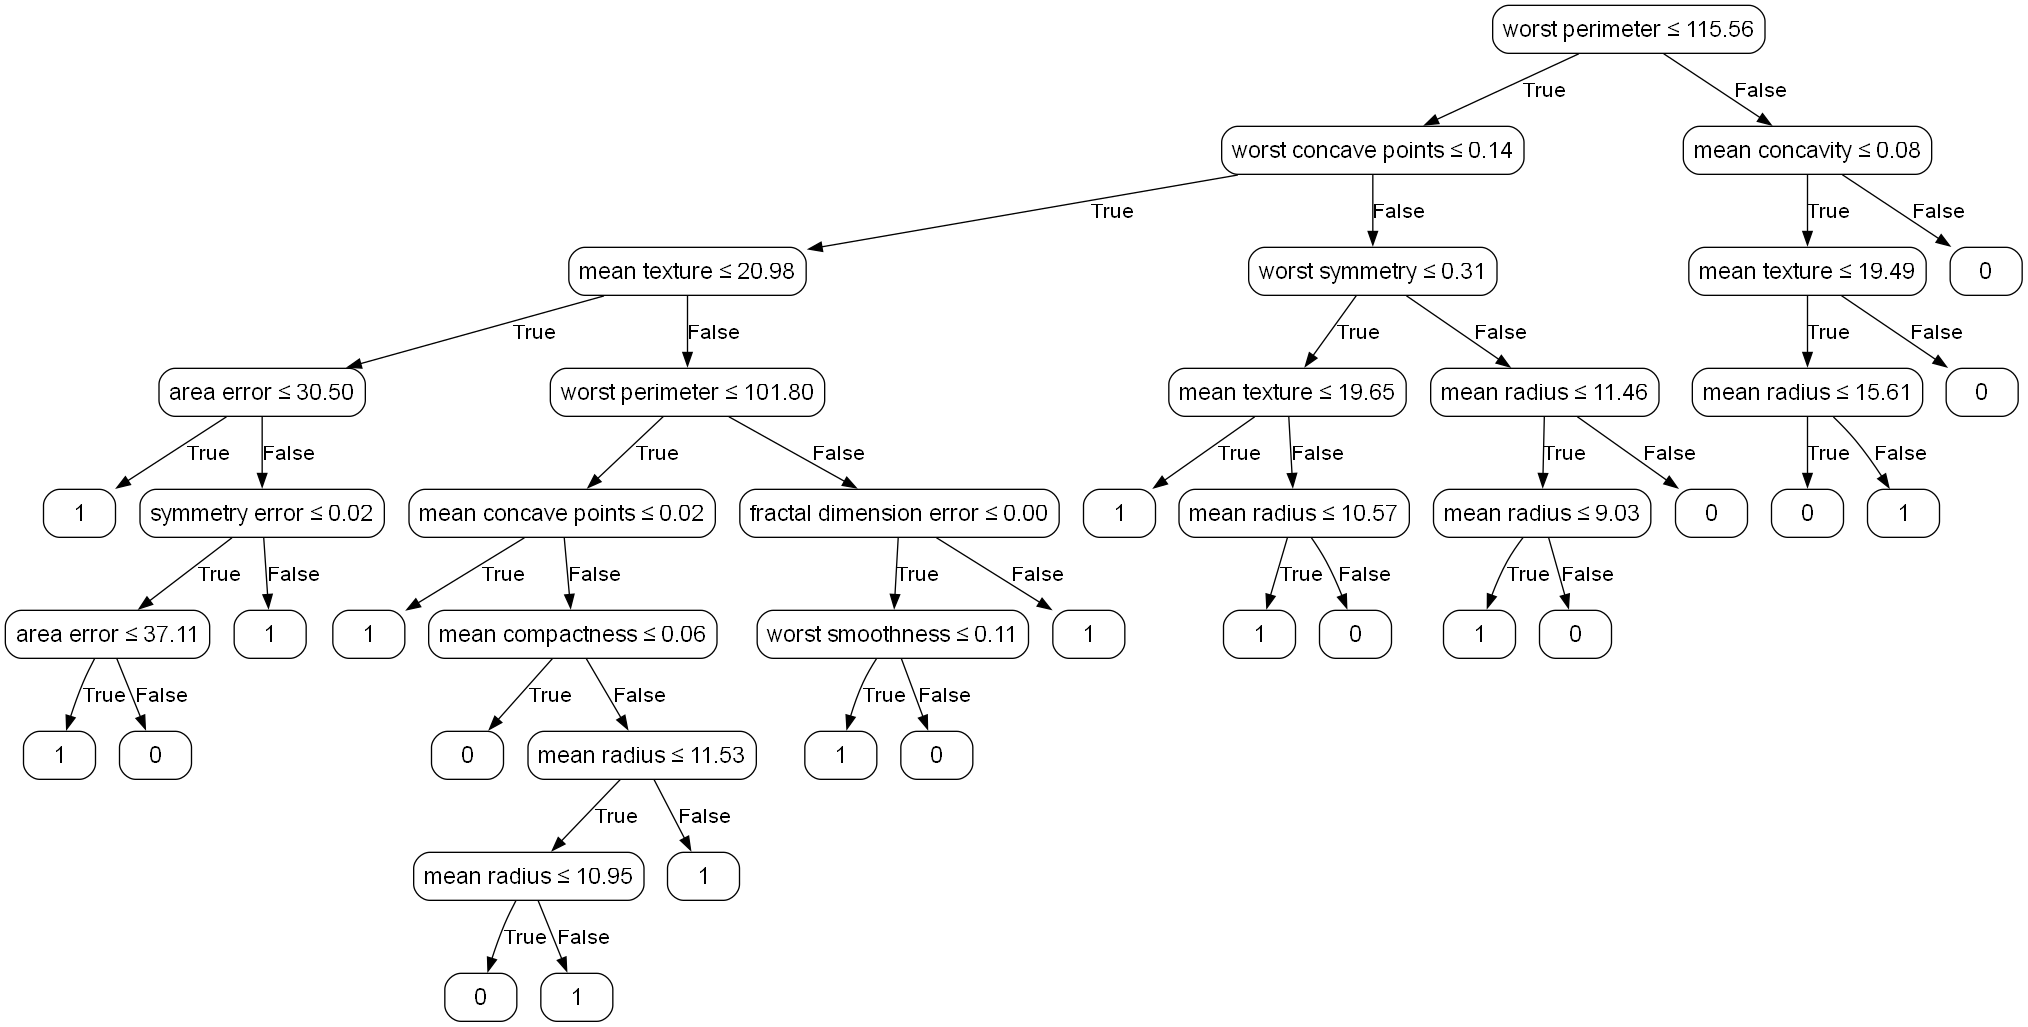 worst perimeter ≤ 115.56
True
False
worst concave points ≤ 0.14
mean concavity ≤ 0.08
True
False
True
False
mean texture ≤ 20.98
worst symmetry ≤ 0.31
mean texture ≤ 19.49
0
True
False
True
False
True
False
area error ≤ 30.50
worst perimeter ≤ 101.80
mean texture ≤ 19.65
mean radius ≤ 11.46
mean radius ≤ 15.61
0
True
False
True
False
True
False
True
False
True
False
1
symmetry error ≤ 0.02
mean concave points ≤ 0.02
fractal dimension error ≤ 0.00
1
mean radius ≤ 10.57
mean radius ≤ 9.03
0
0
1
True
False
True
False
True
False
True
False
True
False
area error ≤ 37.11
1
1
mean compactness ≤ 0.06
worst smoothness ≤ 0.11
1
1
0
1
0
True
False
True
False
True
False
1
0
0
mean radius ≤ 11.53
1
0
True
False
mean radius ≤ 10.95
1
True
False
0
1